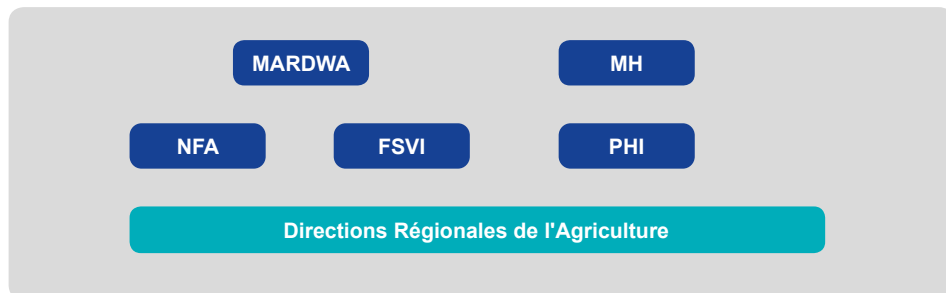 MARDWA
MH
NFA
FSVI
PHI
Directions Régionales de l'Agriculture